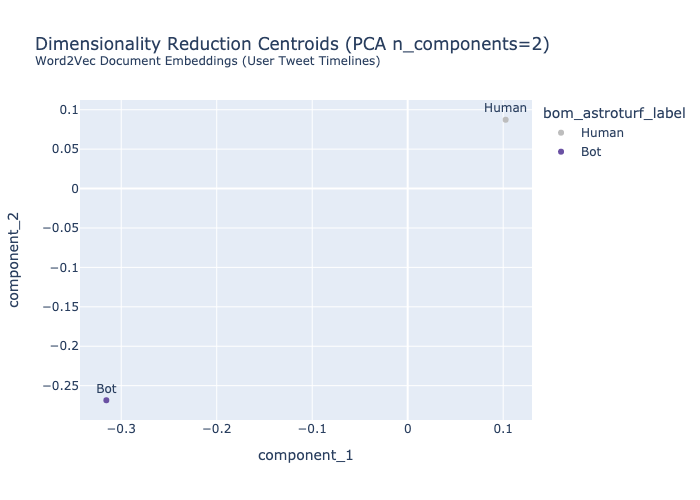 Dimensionality Reduction Centroids (PCA n_components=2)
Word2Vec Document Embeddings (User Tweet Timelines)
Human
bom_astroturf_label
Human
Bot
0.1
0.05
0
−0.05
−0.1
−0.15
−0.2
−0.25
component_2
Bot
−0.3
−0.2
−0.1
0
0.1
component_1